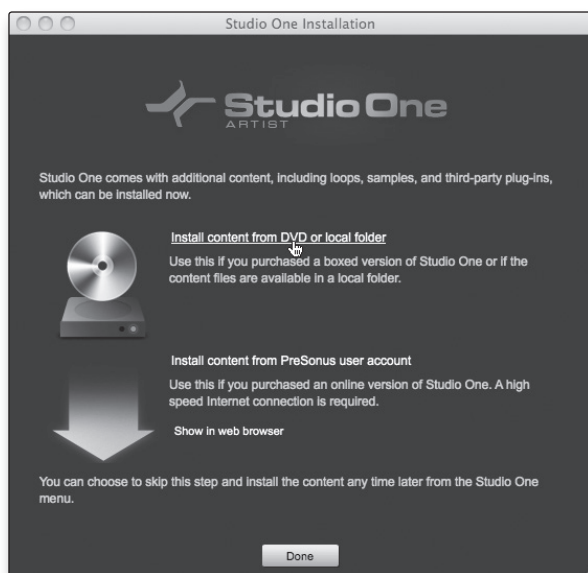 Studio One Installation
Studio One
ARTIST
Studio One comes with additional content, including loops, samples, and third-party plug-ins,
which can be installed now.
Install content from DVD or local folder
Use this if you purchased a boxed version of Studio One or if the
content files are available in a local folder.
Install content from PreSonus user account
Use this if you purchased an online version of Studio One. A high
speed Internet connection is required.
Show in web browser
You can choose to skip this step and install the content any time later from the Studio One
menu.
Done